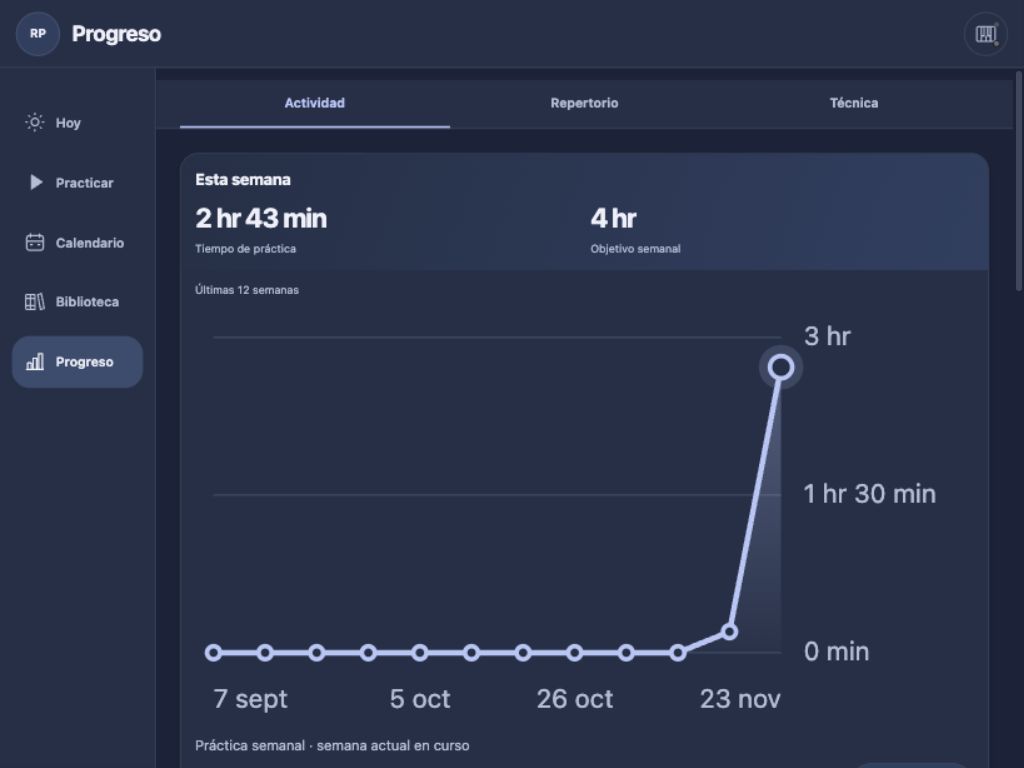 RP
Progreso
Hoy
Practicar
Calendario
Biblioteca
Progreso
Actividad
Repertorio
Técnica
Esta semana
2 hr 43 min
4 hr
Tiempo de práctica
Objetivo semanal
Últimas 12 semanas
3 hr
1 hr 30 min
0 min
7 sept
5 oct
26 oct
23 nov
Práctica semanal · semana actual en curso